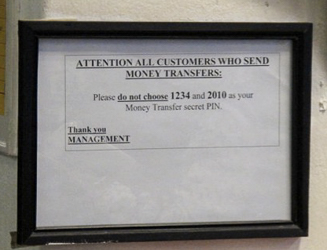 ATTENTION ALL CUSTOMERS WHO SEND
MONEY TRANSFERS:
Please do not choose 1234 and 2010 as your
Money Transfer secret PIN.
Thank you
MANAGEMENT